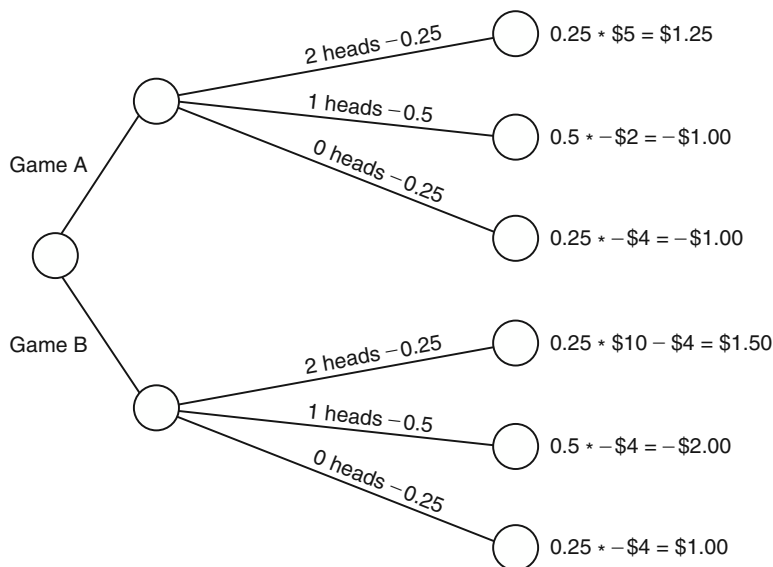 2 heads −0.25
0.25 * $5 = $1.25
1 heads −0.5
0.5 * −$2 = −$1.00
Game A
0 heads −0.25
0.25 * −$4 = −$1.00
Game B
2 heads −0.25
0.25 * $10 − $4 = $1.50
1 heads −0.5
0.5 * −$4 = −$2.00
0 heads −0.25
0.25 * −$4 = $1.00